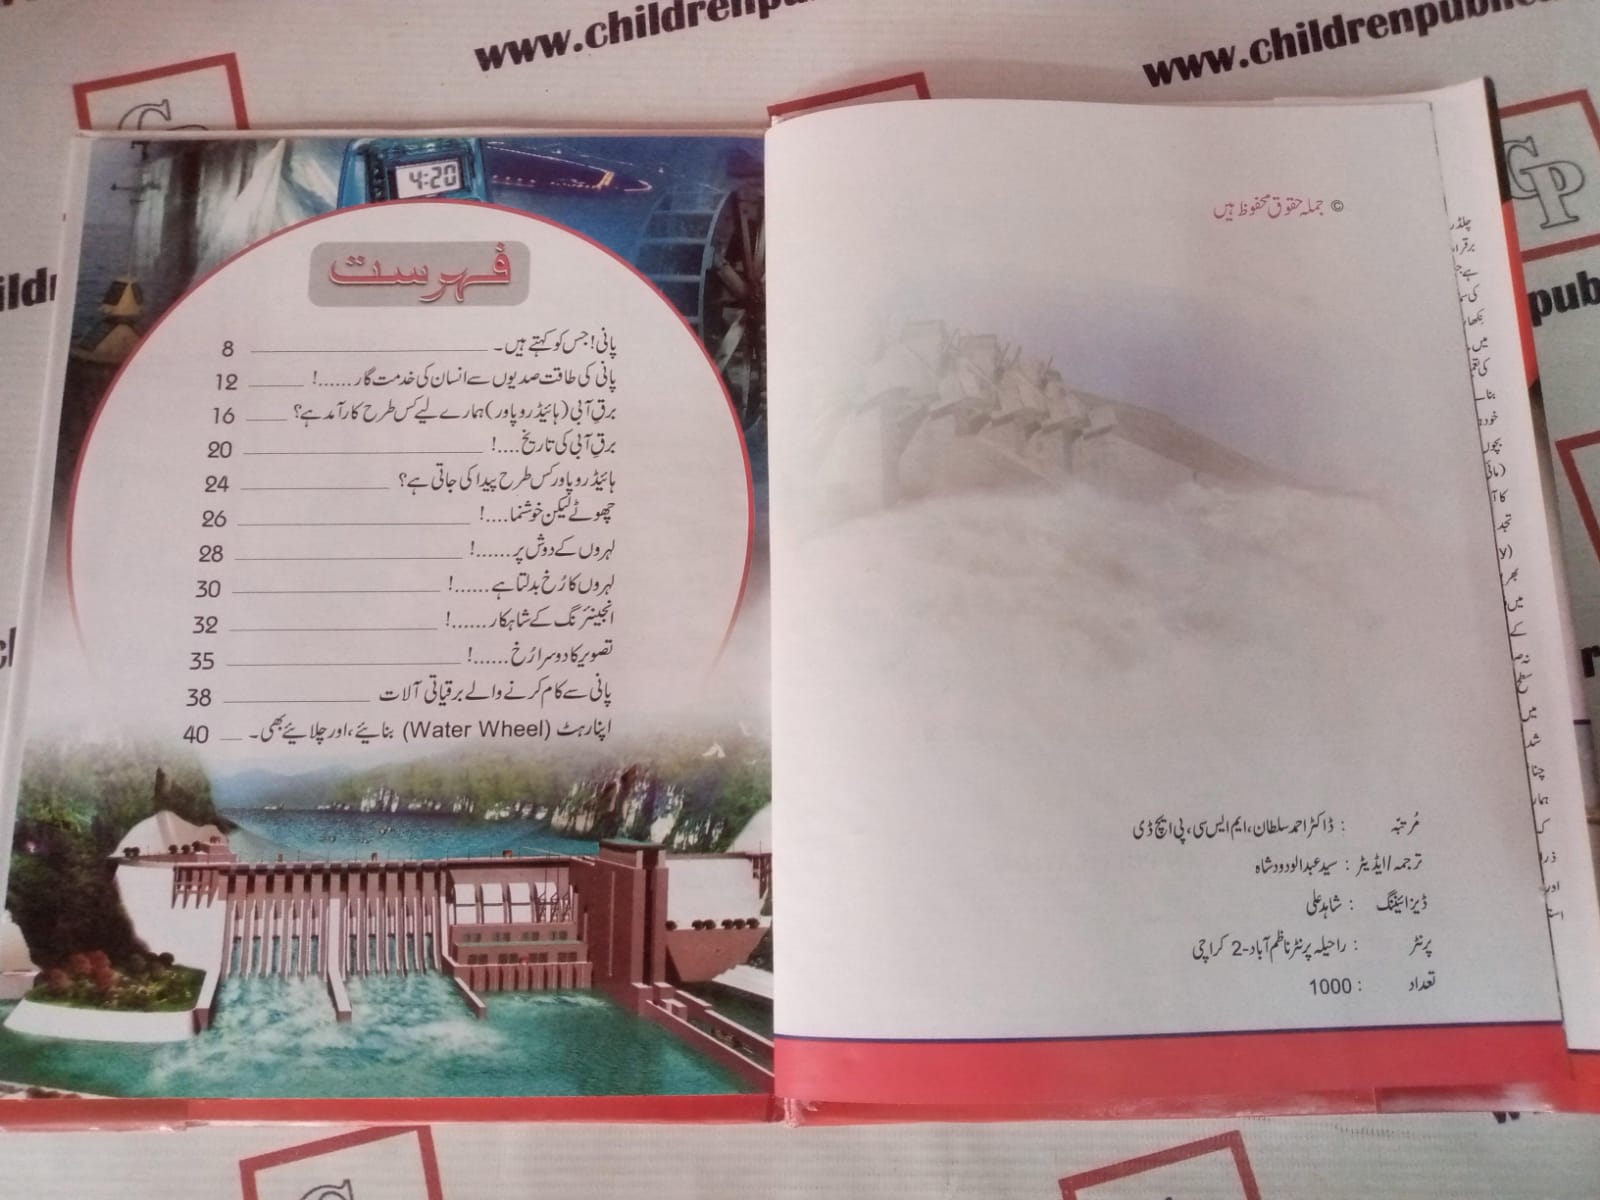 www.childrenpubl
www.childrenpublica
4:20
فہرست
پانی! جس کو کہتے ہیں۔ 8
پانی کی طاقت صدیوں سے انسان کی خدمت گار......! 12
برقِ آبی (ہائیڈرو پاور) ہمارے لیے کس طرح کارآمد ہے؟ 16
برقِ آبی کی تاریخ....! 20
ہائیڈرو پاور کس طرح پیدا کی جاتی ہے؟ 24
چھوٹے لیکن خوشنما....! 26
لہروں کے دوش پر......! 28
لہروں کا رُخ بدلتا ہے......! 30
انجینئرنگ کے شاہکار......! 32
تصویر کا دوسرا رُخ......! 35
پانی سے کام کرنے والے برقیاتی آلات 38
اپنا رہٹ (Water Wheel) بنائیے، اور چلائیے بھی۔ 40
© جملہ حقوق محفوظ ہیں
مُرتبہ : ڈاکٹر احمد سلطان، ایم ایس سی، پی ایچ ڈی
ترجمہ/ایڈیٹر : سید عبدالودود شاہ
ڈیزائیننگ : شاہد علی
پرنٹر : راحیلہ پرنٹر ناظم آباد-2 کراچی
تعداد : 1000
CP